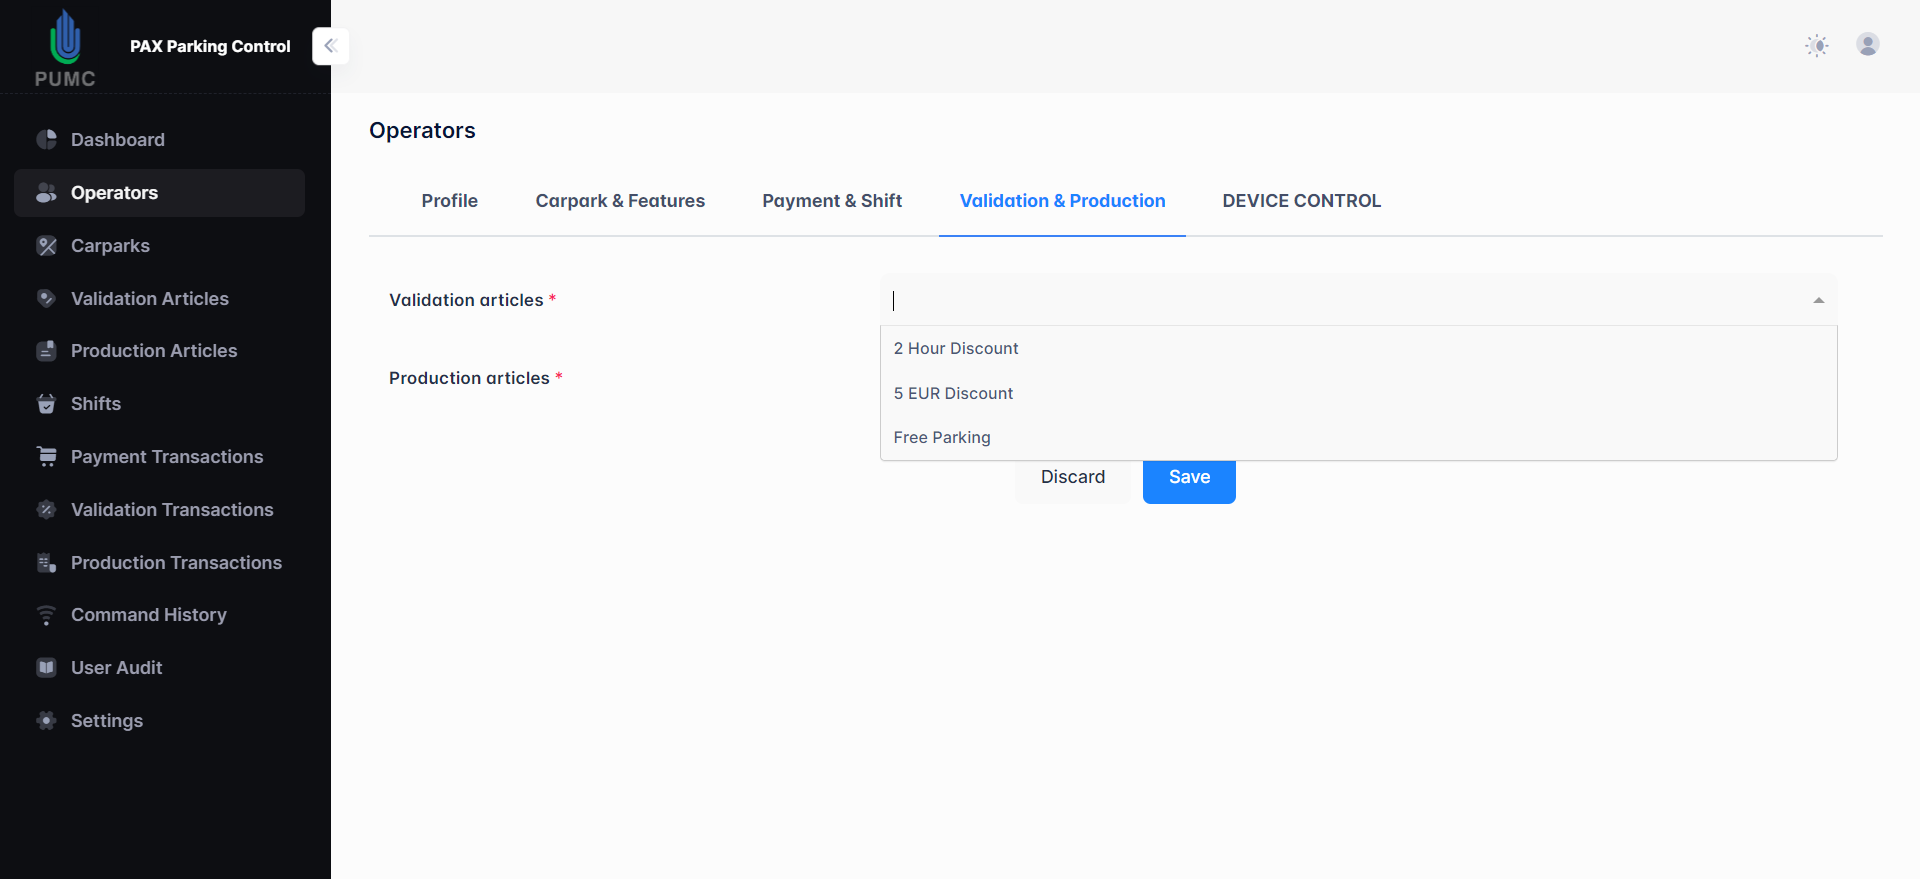 PUMC
PAX Parking Control
Dashboard
Operators
Carparks
Validation Articles
Production Articles
Shifts
Payment Transactions
Validation Transactions
Production Transactions
Command History
User Audit
Settings
Operators
Profile
Carpark & Features
Payment & Shift
Validation & Production
DEVICE CONTROL
Validation articles *
2 Hour Discount
5 EUR Discount
Free Parking
Production articles *
Discard
Save